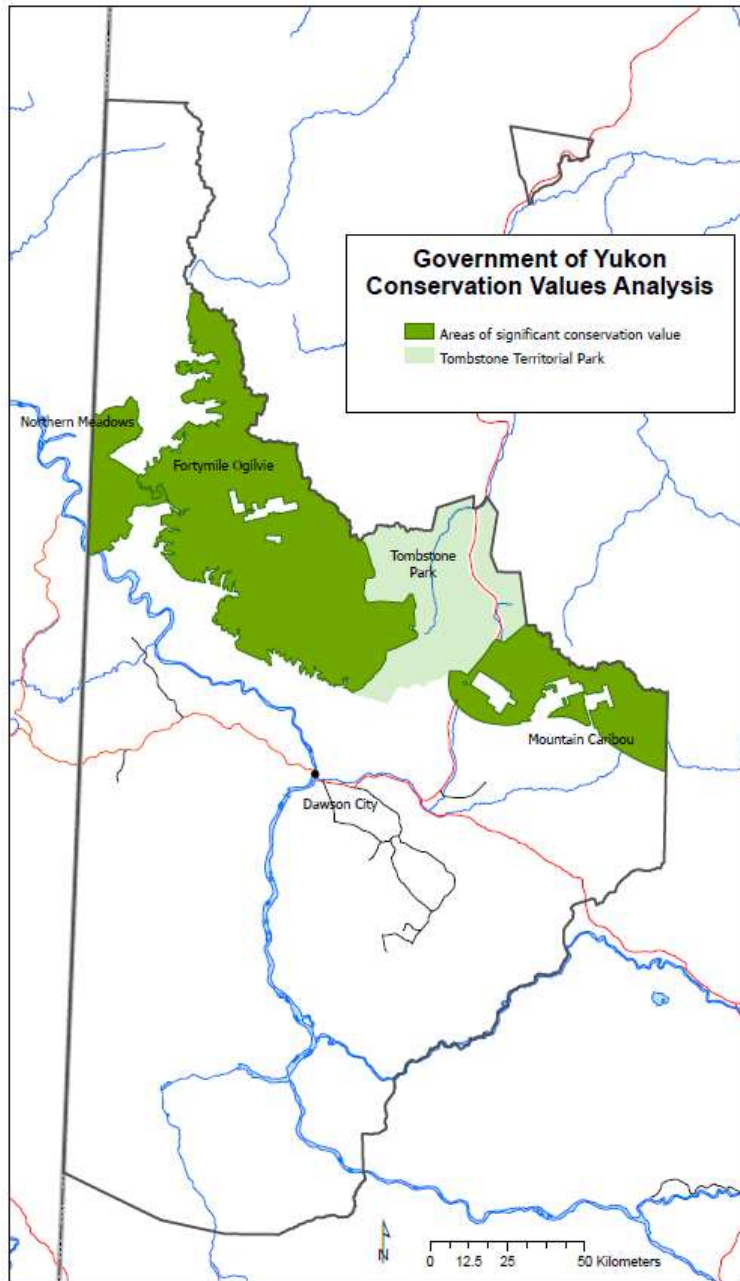 Government of Yukon
Conservation Values Analysis
Areas of significant conservation value
Tombstone Territorial Park
Northern Meadows
Fortymile Ogilvie
Tombstone
Park
Mountain Caribou
Dawson City
N
0 12.5 25 50 Kilometers